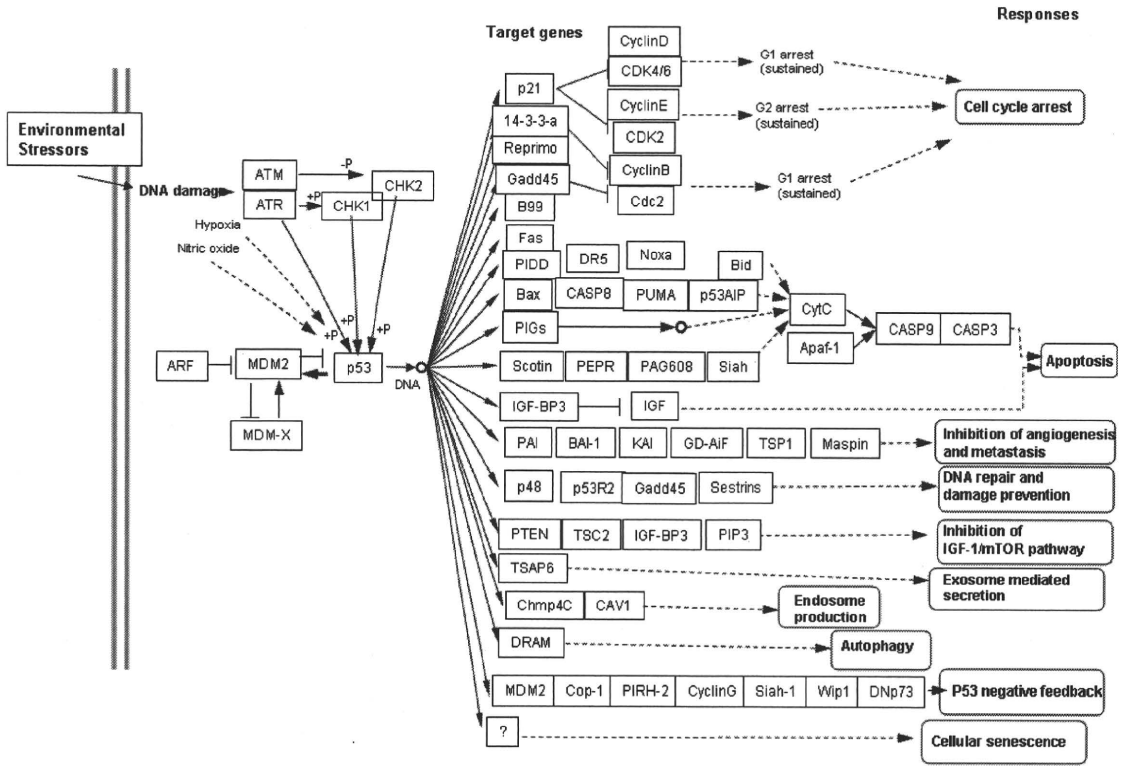 Responses
Target genes
CyclinD
CDK4/6
G1 arrest
(sustained)
p21
CyclinE
CDK2
G2 arrest
(sustained)
Cell cycle arrest
14-3-3-a
Reprimo
CyclinB
Cdc2
G1 arrest
(sustained)
Gadd45
B99
Environmental
Stressors
DNA damage
ATM
ATR
-P
+P
CHK1
CHK2
Hypoxia
Nitric oxide
+P
+P
+P
ARF
MDM2
p53
DNA
MDM-X
Fas
PIDD
DR5
Noxa
Bid
Bax
CASP8
PUMA
p53AIP
CytC
PIGs
Apaf-1
CASP9
CASP3
Apoptosis
Scotin
PEPR
PAG608
Siah
IGF-BP3
IGF
PAI
BAI-1
KAI
GD-AiF
TSP1
Maspin
Inhibition of angiogenesis
and metastasis
p48
p53R2
Gadd45
Sestrins
DNA repair and
damage prevention
PTEN
TSC2
IGF-BP3
PIP3
Inhibition of
IGF-1/mTOR pathway
TSAP6
Exosome mediated
secretion
Chmp4C
CAV1
Endosome
production
DRAM
Autophagy
MDM2
Cop-1
PIRH-2
CyclinG
Siah-1
Wip1
DNp73
P53 negative feedback
?
Cellular senescence